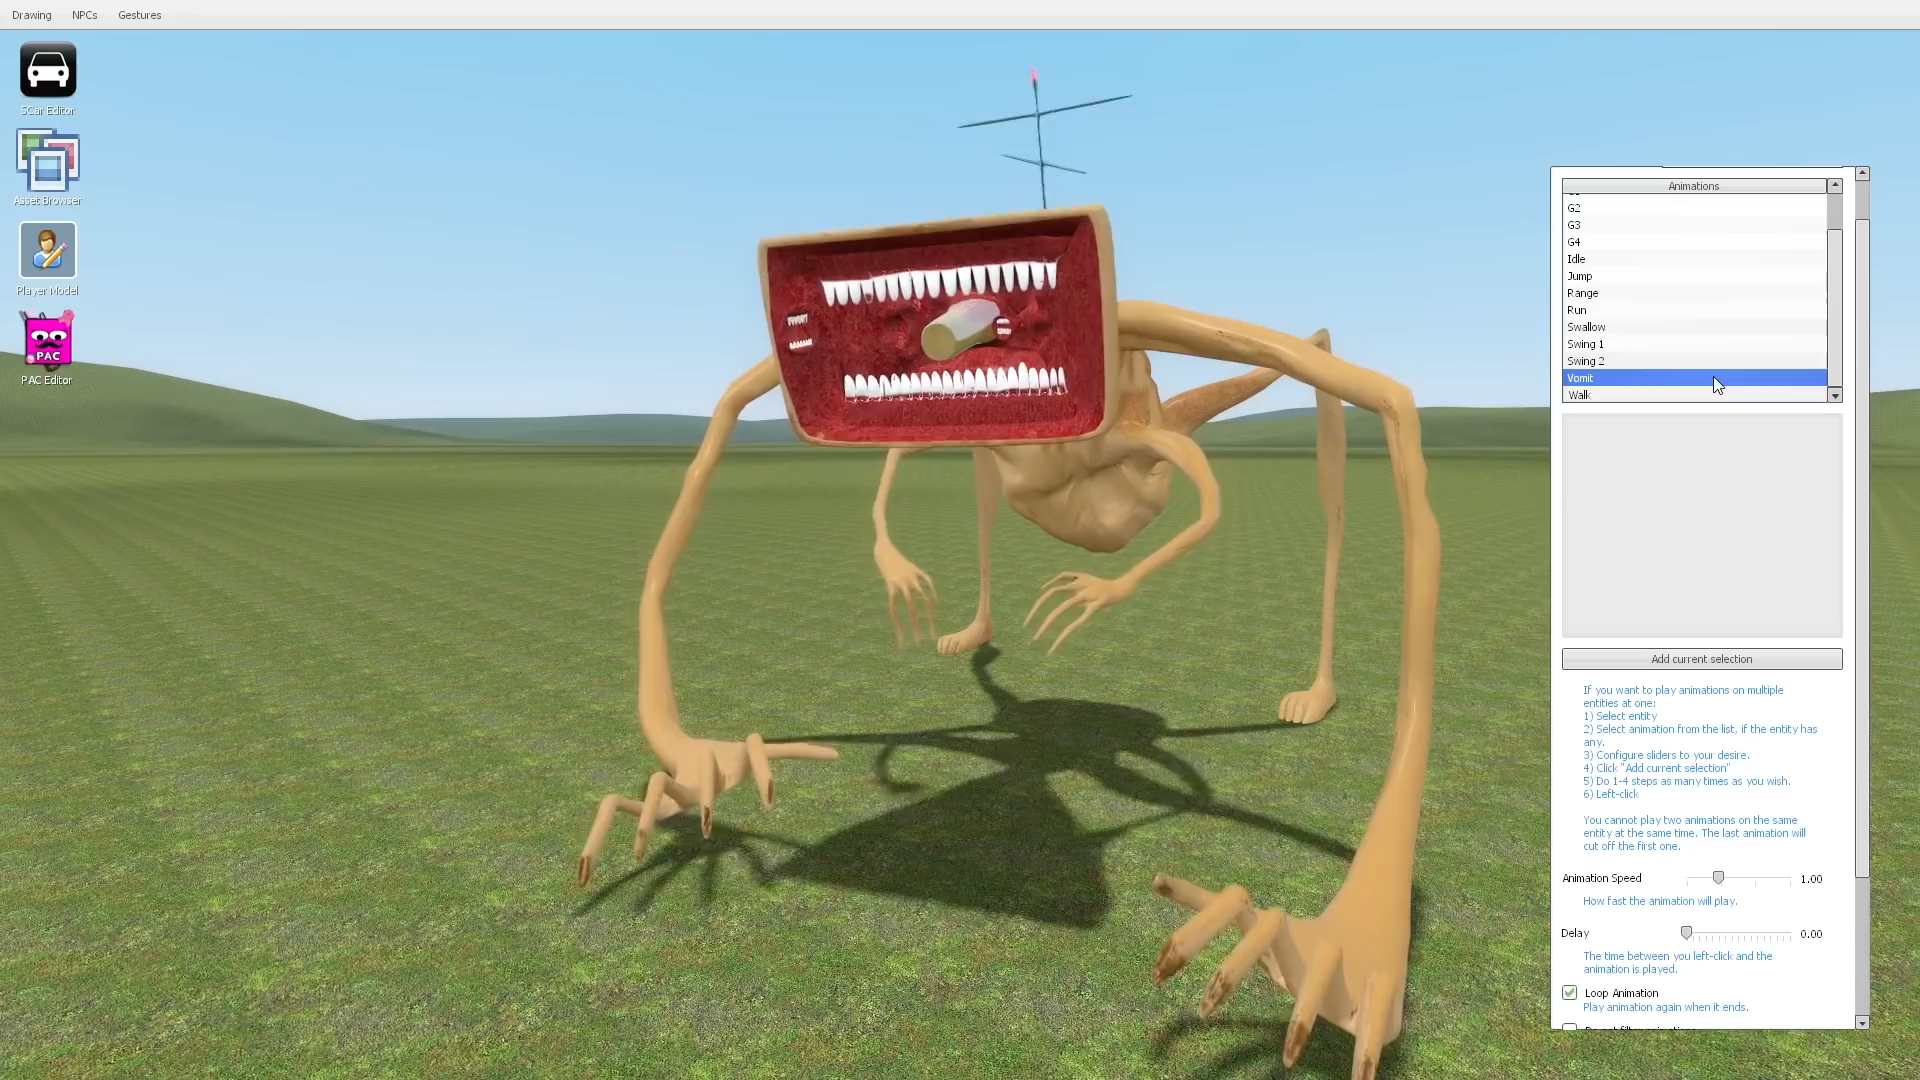 Drawing
NPCs
Gestures
SCar Editor
Asset Browser
Player Model
PAC
PAC Editor
Animations
G2
G3
G4
Idle
Jump
Range
Run
Swallow
Swing 1
Swing 2
Vomit
Walk
Add current selection
If you want to play animations on multiple
entities at one:
1) Select entity
2) Select animation from the list, if the entity has
any.
3) Configure sliders to your desire.
4) Click "Add current selection"
5) Do 1-4 steps as many times as you wish.
6) Left-click
You cannot play two animations on the same
entity at the same time. The last animation will
cut off the first one.
Animation Speed
1.00
How fast the animation will play.
Delay
0.00
The time between you left-click and the
animation is played.
Loop Animation
Play animation again when it ends.